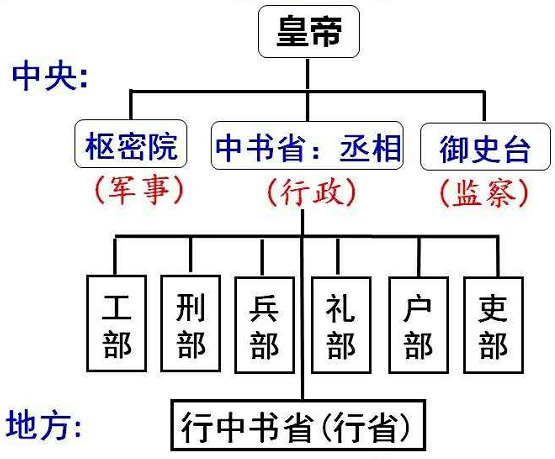 皇帝
中央:
枢密院
中书省：丞相
御史台
(军事)
(行政)
(监察)
工部
刑部
兵部
礼部
户部
吏部
地方:
行中书省(行省)